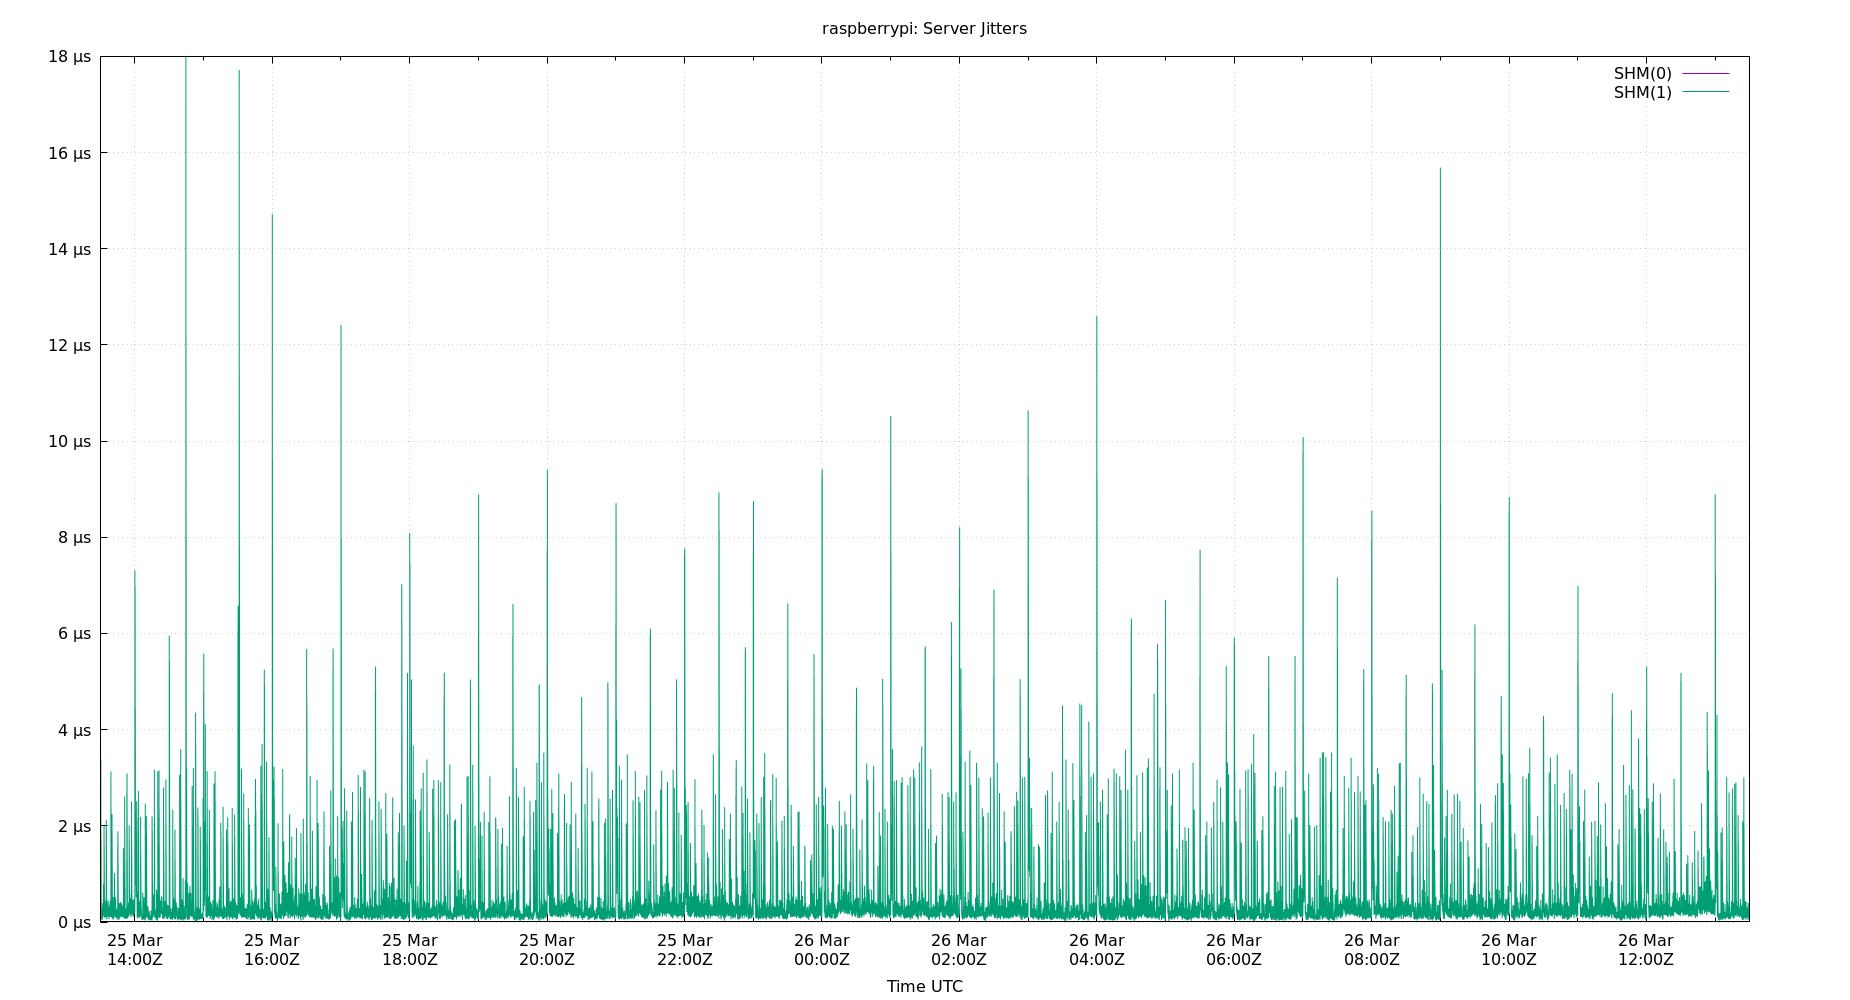 raspberrypi: Server Jitters
18 µs
16 µs
14 µs
12 µs
10 µs
8 µs
6 µs
4 µs
2 µs
0 µs
SHM(0)
SHM(1)
25 Mar 25 Mar 25 Mar 25 Mar 25 Mar 26 Mar 26 Mar 26 Mar 26 Mar 26 Mar 26 Mar 26 Mar
14:00Z 16:00Z 18:00Z 20:00Z 22:00Z 00:00Z 02:00Z 04:00Z 06:00Z 08:00Z 10:00Z 12:00Z
Time UTC